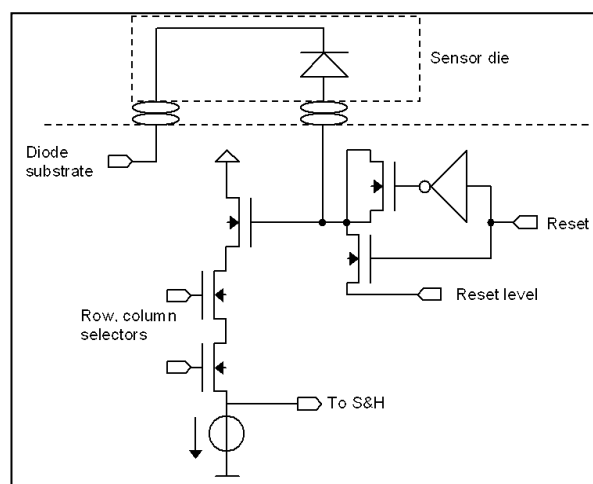 Sensor die
Diode
substrate
Reset
Reset level
Row, column
selectors
To S&H